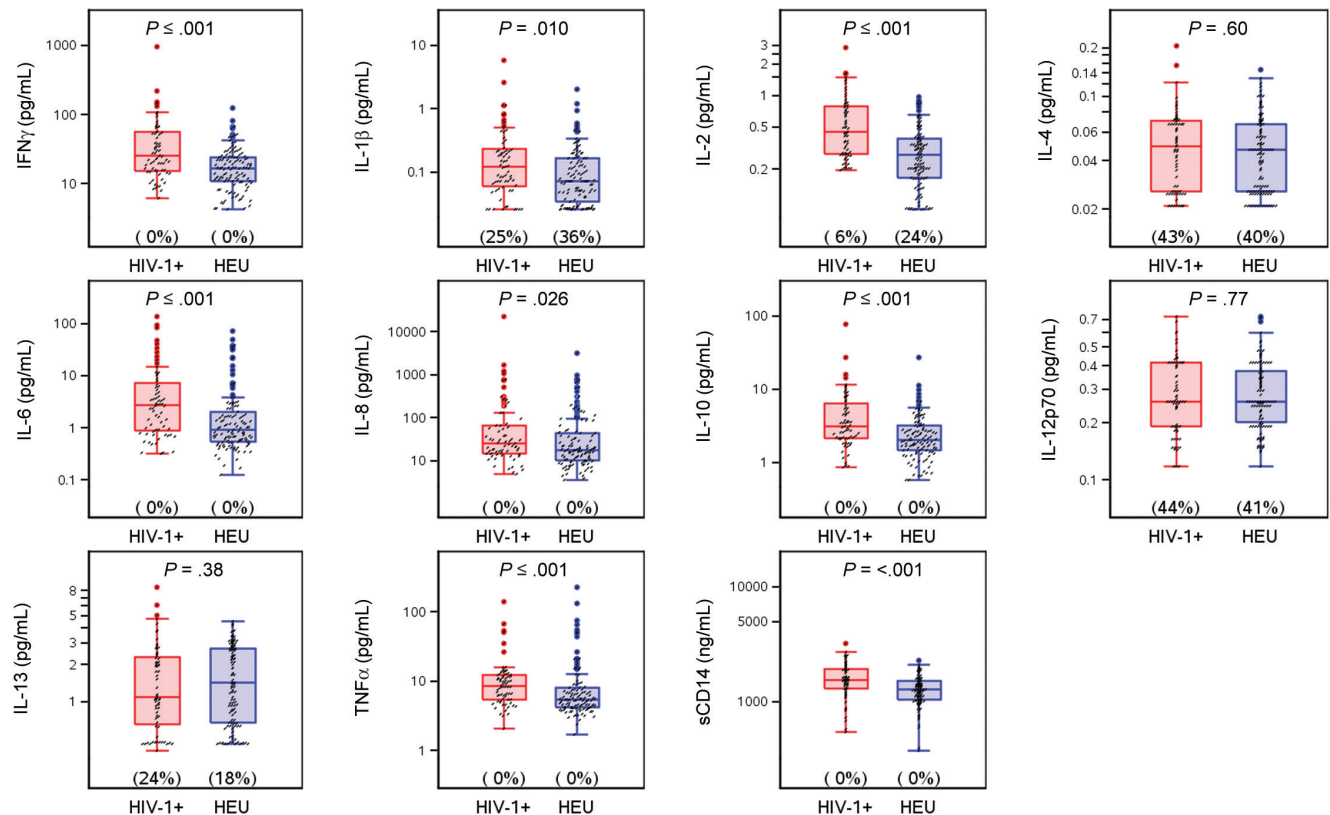 P ≤ .001
IFNγ (pg/mL)
1000
100
10
( 0%) ( 0%)
HIV-1+ HEU
P = .010
IL-1β (pg/mL)
10
1
0.1
(25%) (36%)
HIV-1+ HEU
P ≤ .001
IL-2 (pg/mL)
3
2
1
0.5
0.2
( 6%) (24%)
HIV-1+ HEU
P = .60
IL-4 (pg/mL)
0.2
0.14
0.1
0.06
0.04
0.02
(43%) (40%)
HIV-1+ HEU
P ≤ .001
IL-6 (pg/mL)
100
10
1
0.1
( 0%) ( 0%)
HIV-1+ HEU
P = .026
IL-8 (pg/mL)
10000
1000
100
10
( 0%) ( 0%)
HIV-1+ HEU
P ≤ .001
IL-10 (pg/mL)
100
10
1
( 0%) ( 0%)
HIV-1+ HEU
P = .77
IL-12p70 (pg/mL)
0.7
0.5
0.4
0.3
0.2
0.1
(44%) (41%)
HIV-1+ HEU
P = .38
IL-13 (pg/mL)
8
5
3
2
1
(24%) (18%)
HIV-1+ HEU
P ≤ .001
TNFα (pg/mL)
100
10
1
( 0%) ( 0%)
HIV-1+ HEU
P = <.001
sCD14 (ng/mL)
10000
5000
1000
( 0%) ( 0%)
HIV-1+ HEU